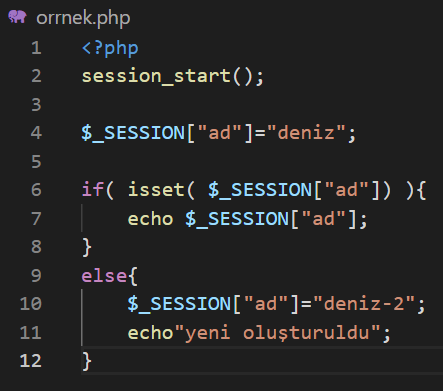 orrnek.php
1 <?php
2 session_start();
3
4 $_SESSION["ad"]="deniz";
5
6 if( isset( $_SESSION["ad"]) ){
7     echo $_SESSION["ad"];
8 }
9 else{
10     $_SESSION["ad"]="deniz-2";
11     echo"yeni oluşturuldu";
12 }